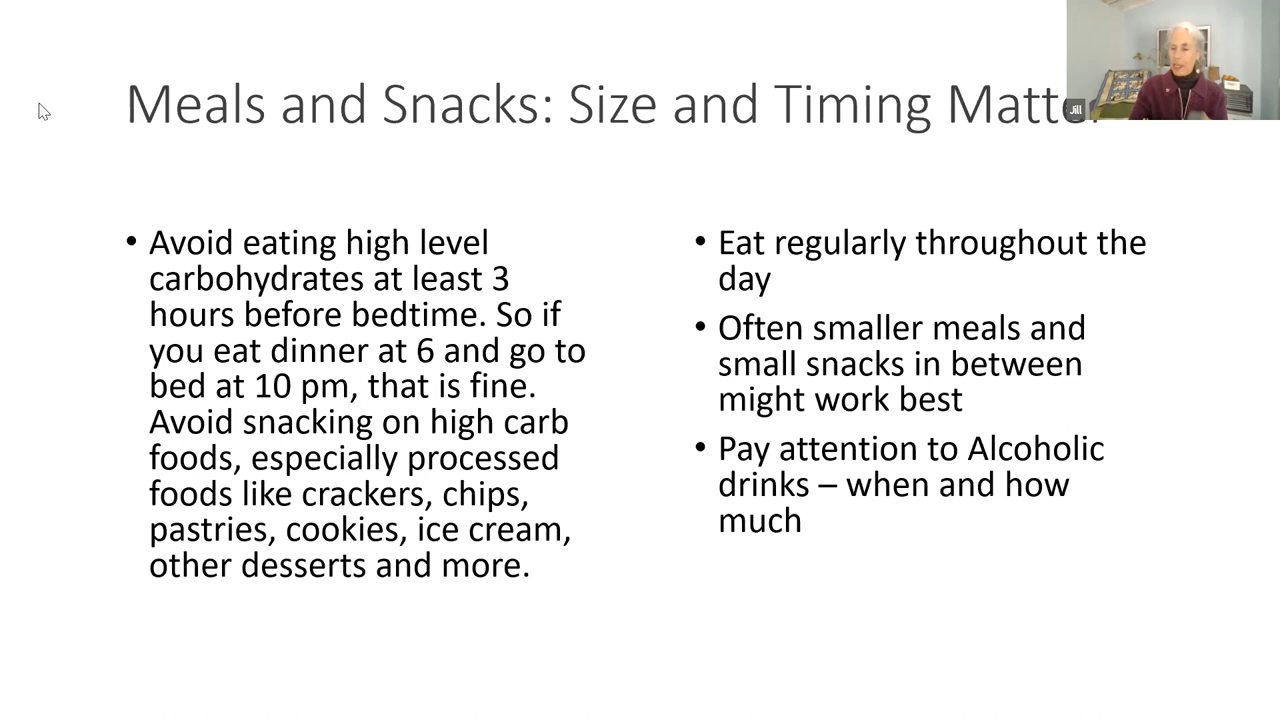 Meals and Snacks: Size and Timing Matter
Jill
• Avoid eating high level
carbohydrates at least 3
hours before bedtime. So if
you eat dinner at 6 and go to
bed at 10 pm, that is fine.
Avoid snacking on high carb
foods, especially processed
foods like crackers, chips,
pastries, cookies, ice cream,
other desserts and more.
• Eat regularly throughout the
day
• Often smaller meals and
small snacks in between
might work best
• Pay attention to Alcoholic
drinks – when and how
much